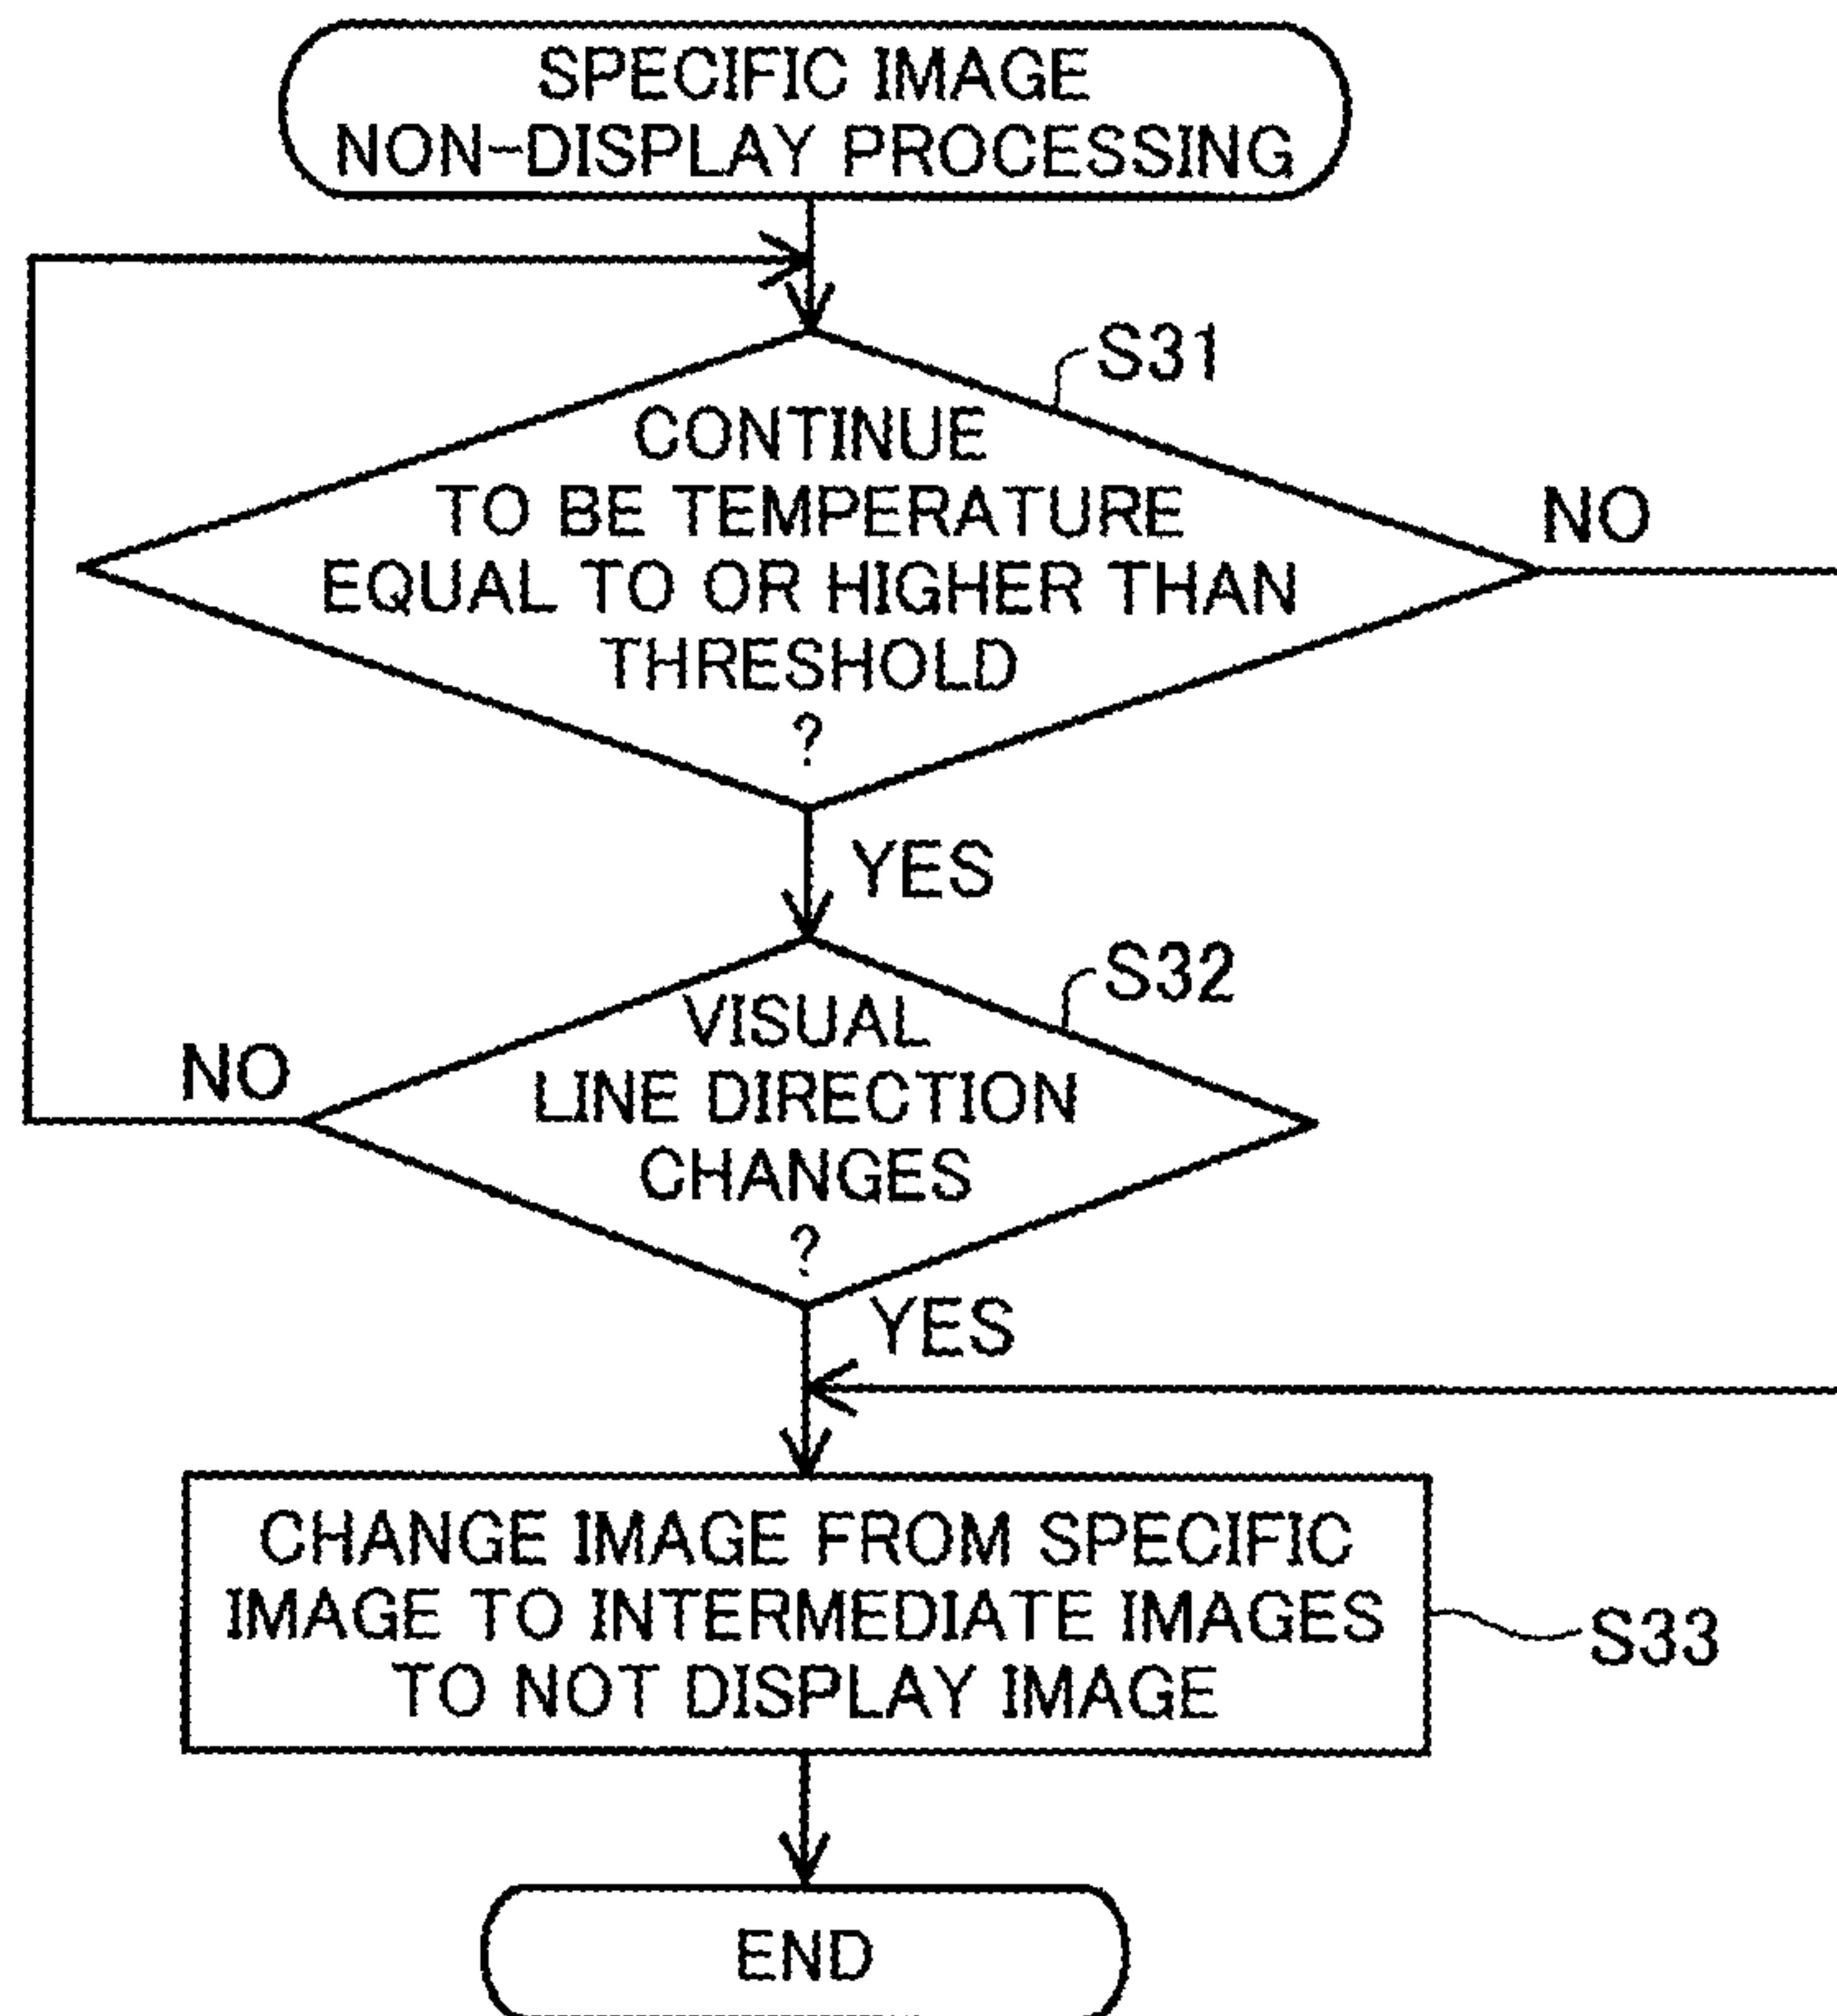 SPECIFIC IMAGE
NON-DISPLAY PROCESSING
S31
CONTINUE
TO BE TEMPERATURE
EQUAL TO OR HIGHER THAN
THRESHOLD
?
NO
YES
S32
VISUAL
LINE DIRECTION
CHANGES
?
NO
YES
CHANGE IMAGE FROM SPECIFIC
IMAGE TO INTERMEDIATE IMAGES
TO NOT DISPLAY IMAGE
S33
END